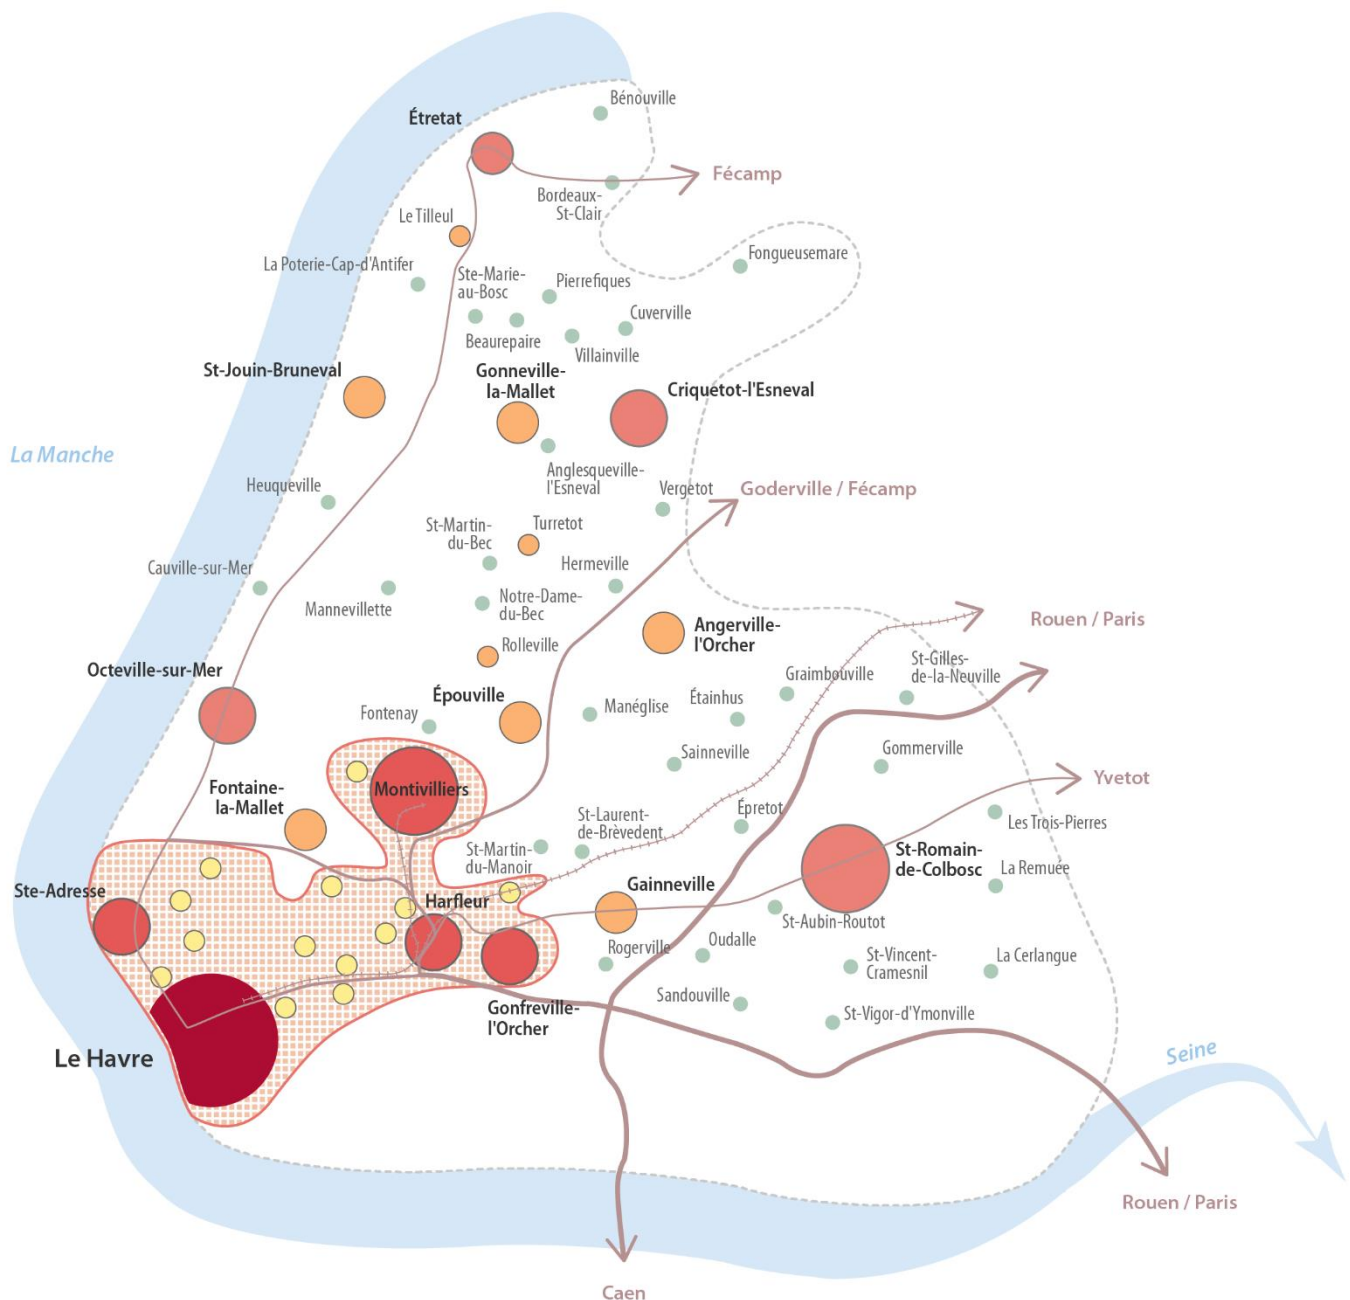 Bénouville
Étretat
Fécamp
Bordeaux-
St-Clair
Le Tilleul
Fongueusemare
La Poterie-Cap-d'Antifer
Ste-Marie-
au-Bosc
Pierrefiques
Cuverville
Beaurepaire
Villainville
St-Jouin-Bruneval
Gonneville-
la-Mallet
Criquetot-l'Esneval
La Manche
Anglesqueville-
l'Esneval
Heuqueville
Vergetot
Goderville / Fécamp
St-Martin-
du-Bec
Turretot
Hermeville
Cauville-sur-Mer
Mannevillette
Notre-Dame-
du-Bec
Angerville-
l'Orcher
Rouen / Paris
Rolleville
Octeville-sur-Mer
St-Gilles-
de-la-Neuville
Graimbouville
Épouville
Étainhus
Manéglise
Fontenay
Sainneville
Gommerville
Yvetot
Montivilliers
Fontaine-
la-Mallet
Épretot
St-Laurent-
de-Brèvedent
Les Trois-Pierres
St-Martin-
du-Manoir
St-Romain-
de-Colbosc
La Remuée
Ste-Adresse
Gainneville
Harfleur
St-Aubin-Routot
Oudalle
Rogerville
St-Vincent-
Cramesnil
La Cerlangue
Sandouville
Gonfreville-
l'Orcher
St-Vigor-d'Ymonville
Le Havre
Seine
Rouen / Paris
Caen